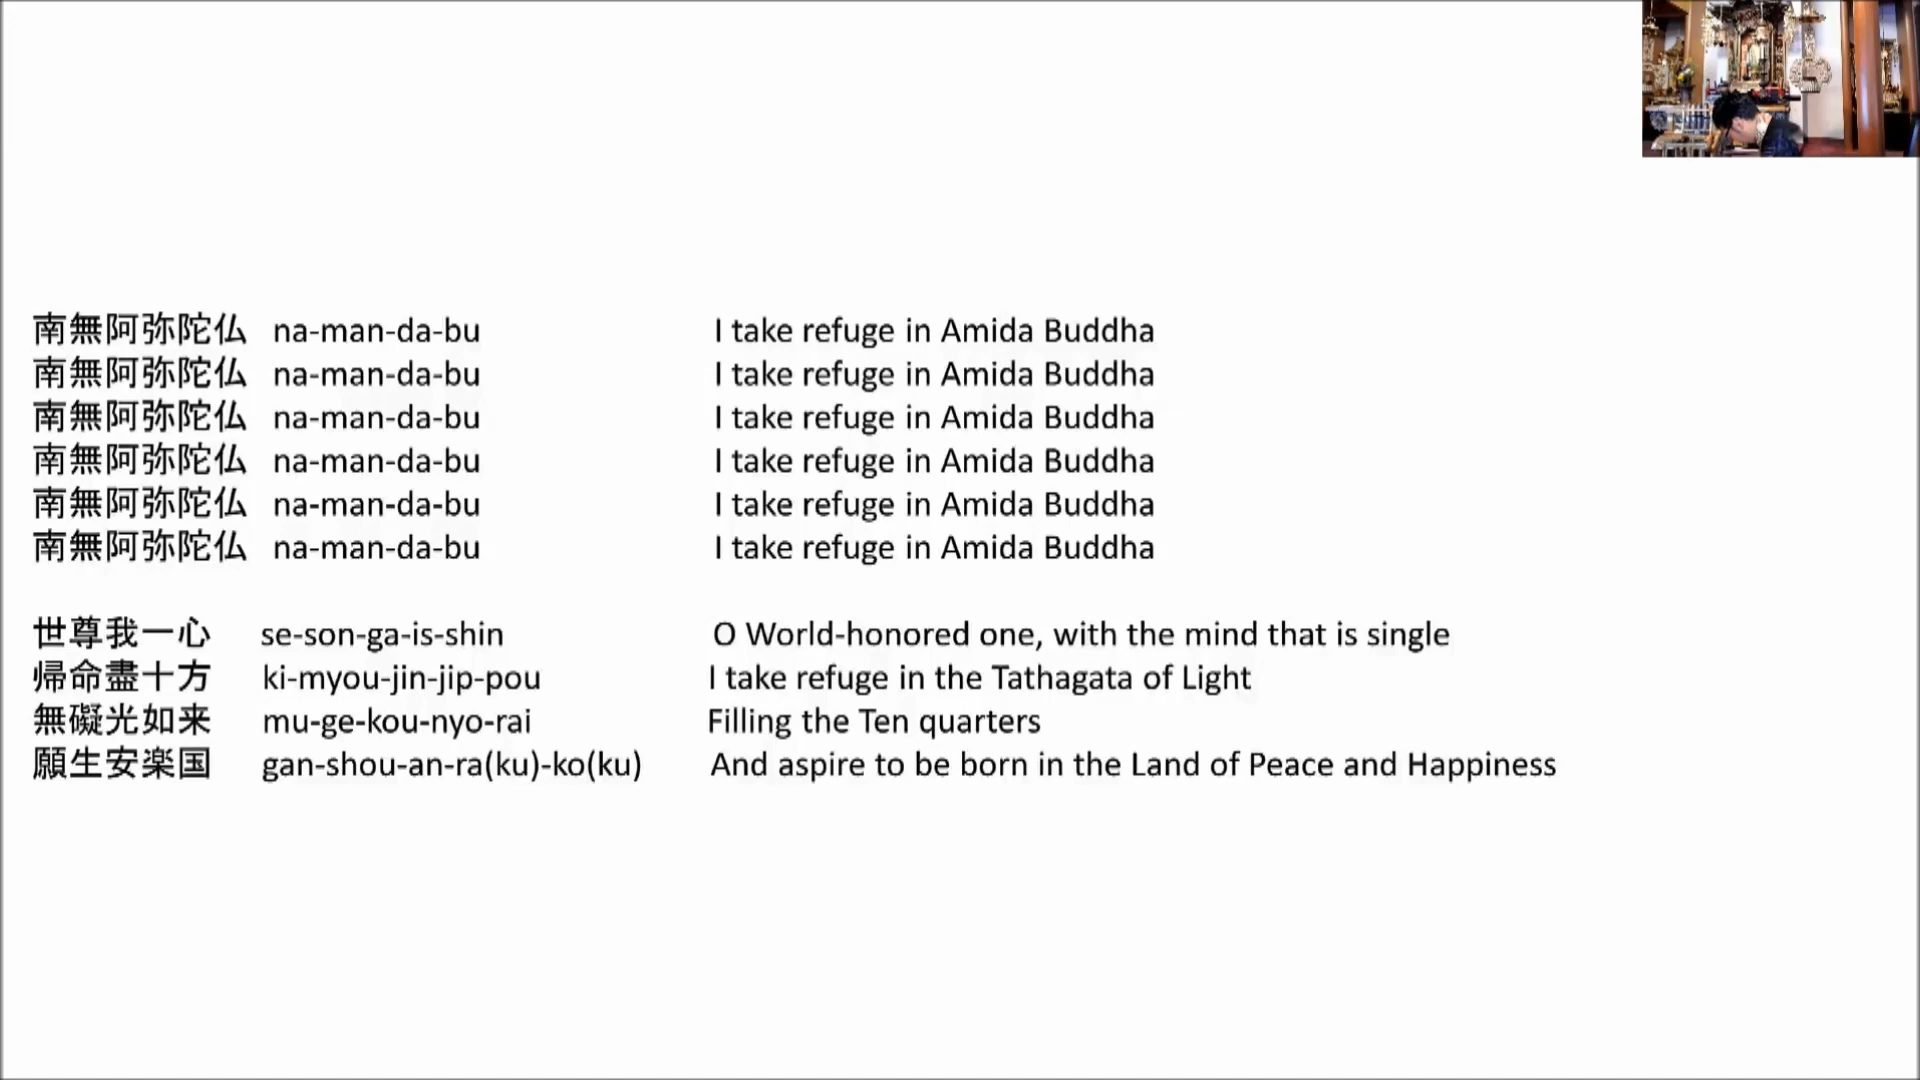 南無阿弥陀仏 na-man-da-bu I take refuge in Amida Buddha
南無阿弥陀仏 na-man-da-bu I take refuge in Amida Buddha
南無阿弥陀仏 na-man-da-bu I take refuge in Amida Buddha
南無阿弥陀仏 na-man-da-bu I take refuge in Amida Buddha
南無阿弥陀仏 na-man-da-bu I take refuge in Amida Buddha
南無阿弥陀仏 na-man-da-bu I take refuge in Amida Buddha
世尊我一心 se-son-ga-is-shin O World-honored one, with the mind that is single
帰命盡十方 ki-myou-jin-jip-pou I take refuge in the Tathagata of Light
無礙光如来 mu-ge-kou-nyo-rai Filling the Ten quarters
願生安楽国 gan-shou-an-ra(ku)-ko(ku) And aspire to be born in the Land of Peace and Happiness